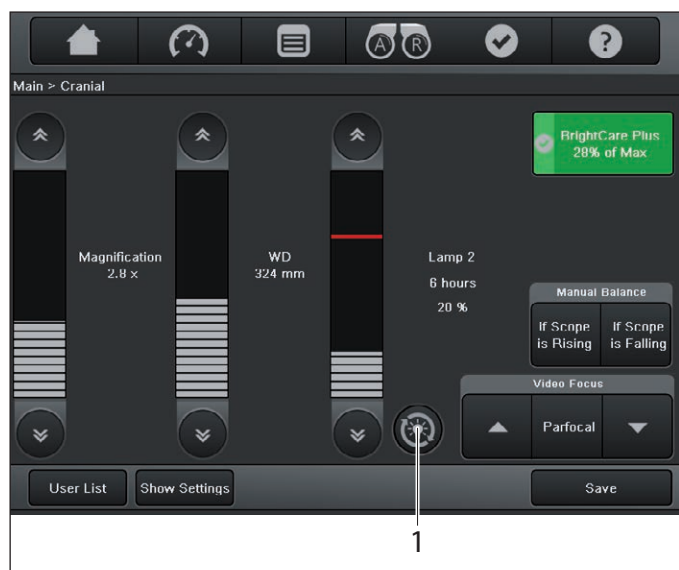 A R ?
Main > Cranial
BrightCare Plus
28% of Max
Magnification
2.8 x
WD
324 mm
Lamp 2
6 hours
20 %
Manual Balance
If Scope
is Rising
If Scope
is Falling
Video Focus
Parfocal
User List
Show Settings
Save
1